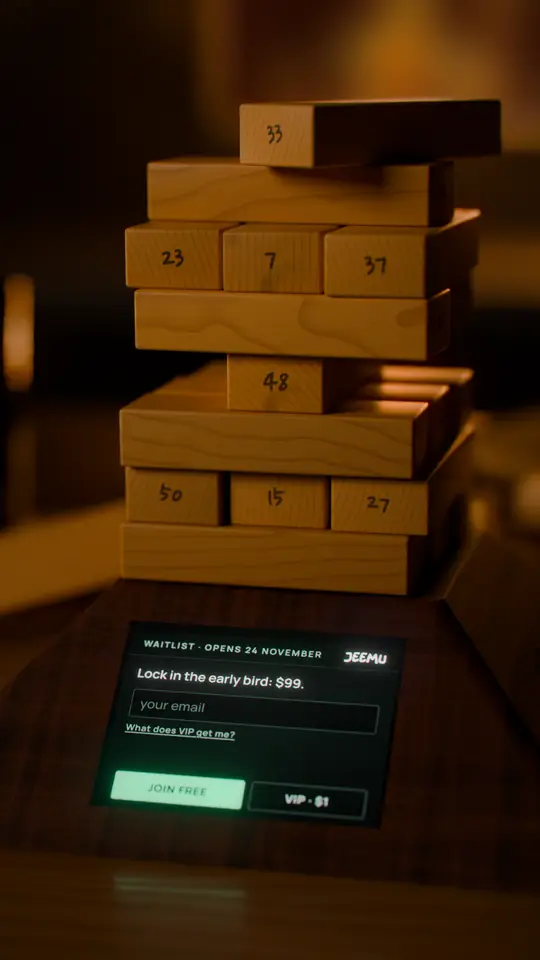 33
23 7 37
48
50 15 27
WAITLIST · OPENS 24 NOVEMBER JEEMU
Lock in the early bird: $99.
your email
What does VIP get me?
JOIN FREE VIP · $1